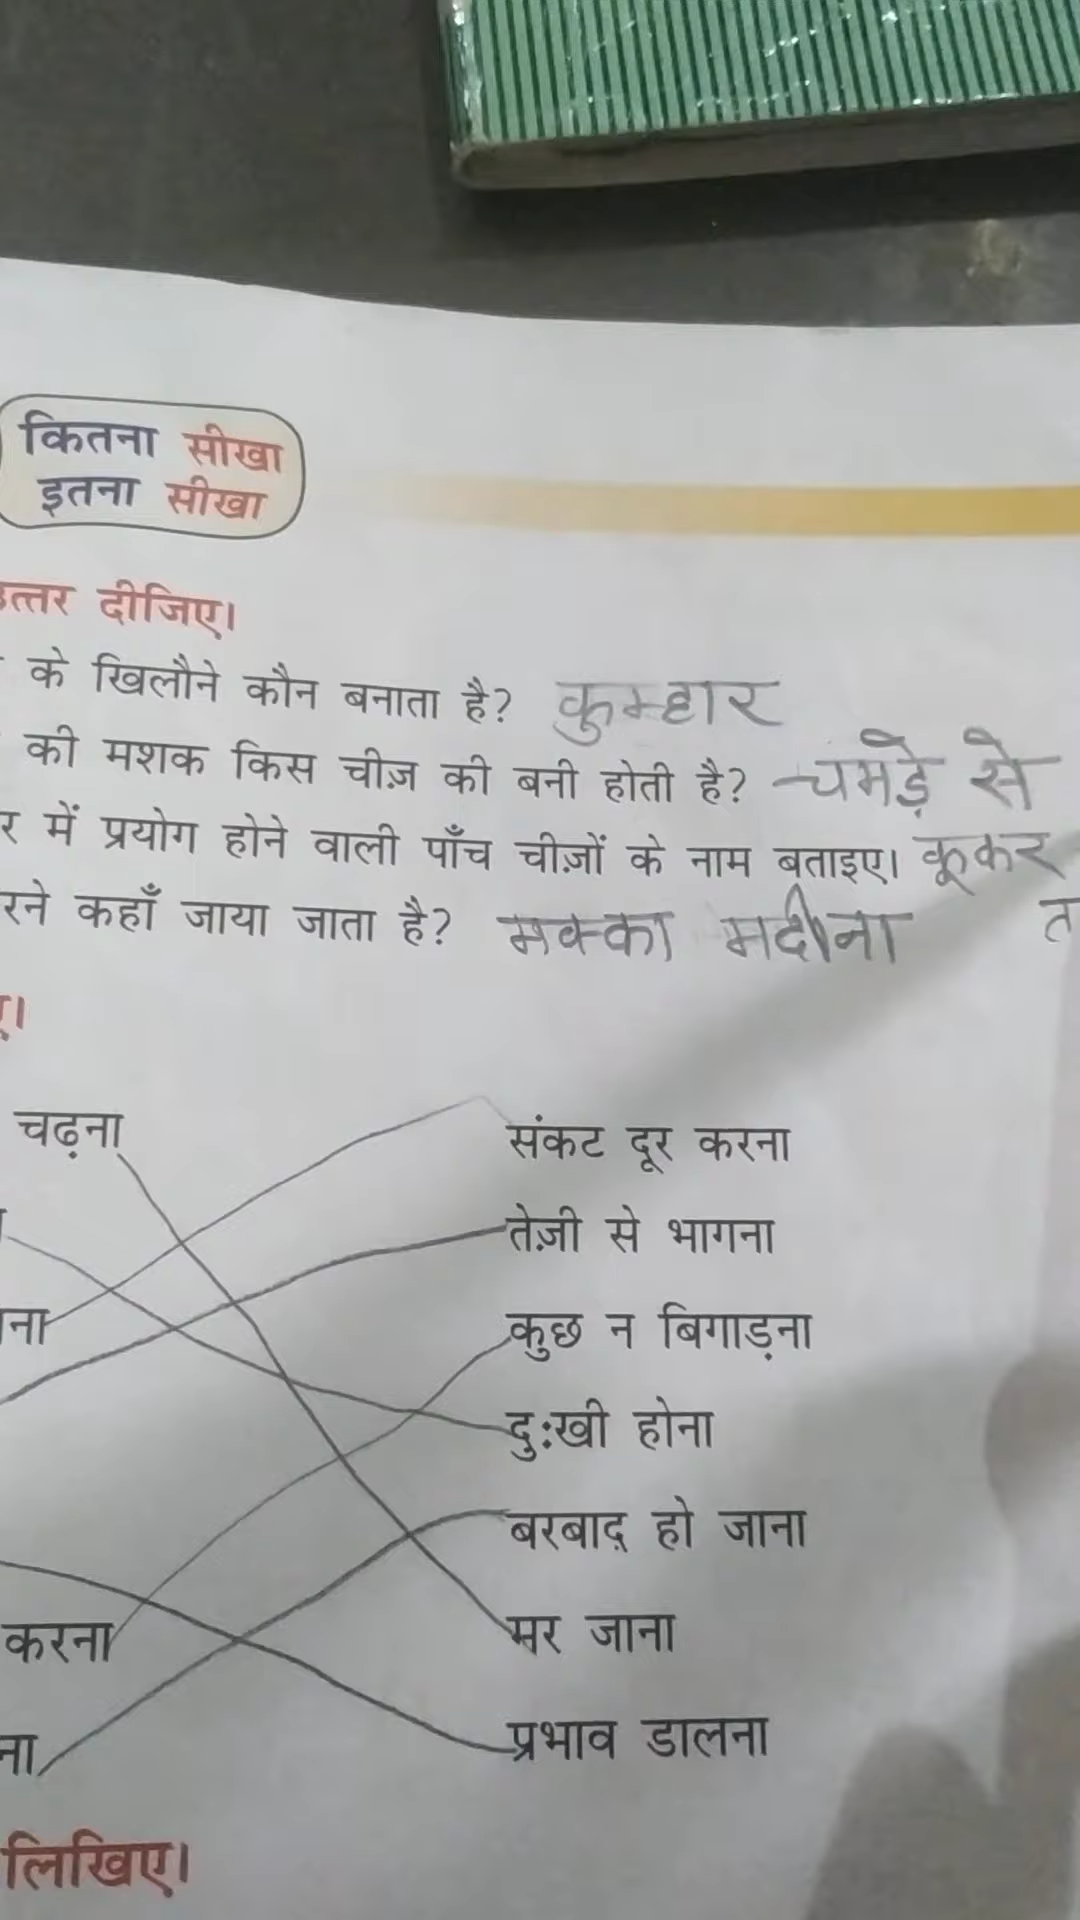 कितना सीखा
इतना सीखा
उत्तर दीजिए।
के खिलौने कौन बनाता है? कुम्हार
की मशक किस चीज़ की बनी होती है? चमड़े से
में प्रयोग होने वाली पाँच चीज़ों के नाम बताइए। कूकर
कहाँ जाया जाता है? मक्का मदीना
चढ़ना संकट दूर करना
तेज़ी से भागना
कुछ न बिगाड़ना
दुःखी होना
बरबाद हो जाना
करना मर जाना
प्रभाव डालना
लिखिए।